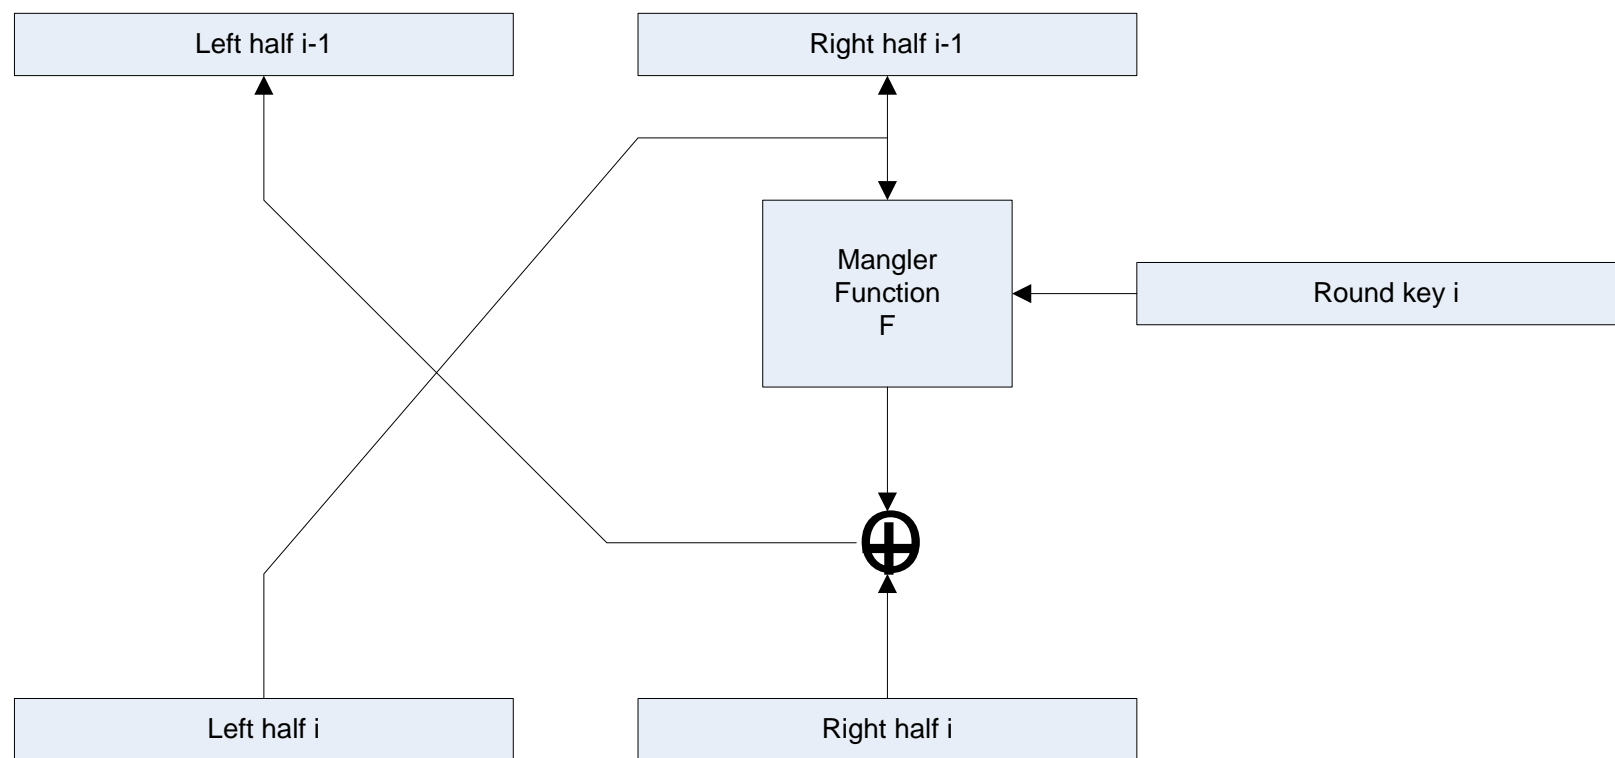 Left half i-1
Right half i-1
Mangler
Function
F
Round key i
Left half i
Right half i